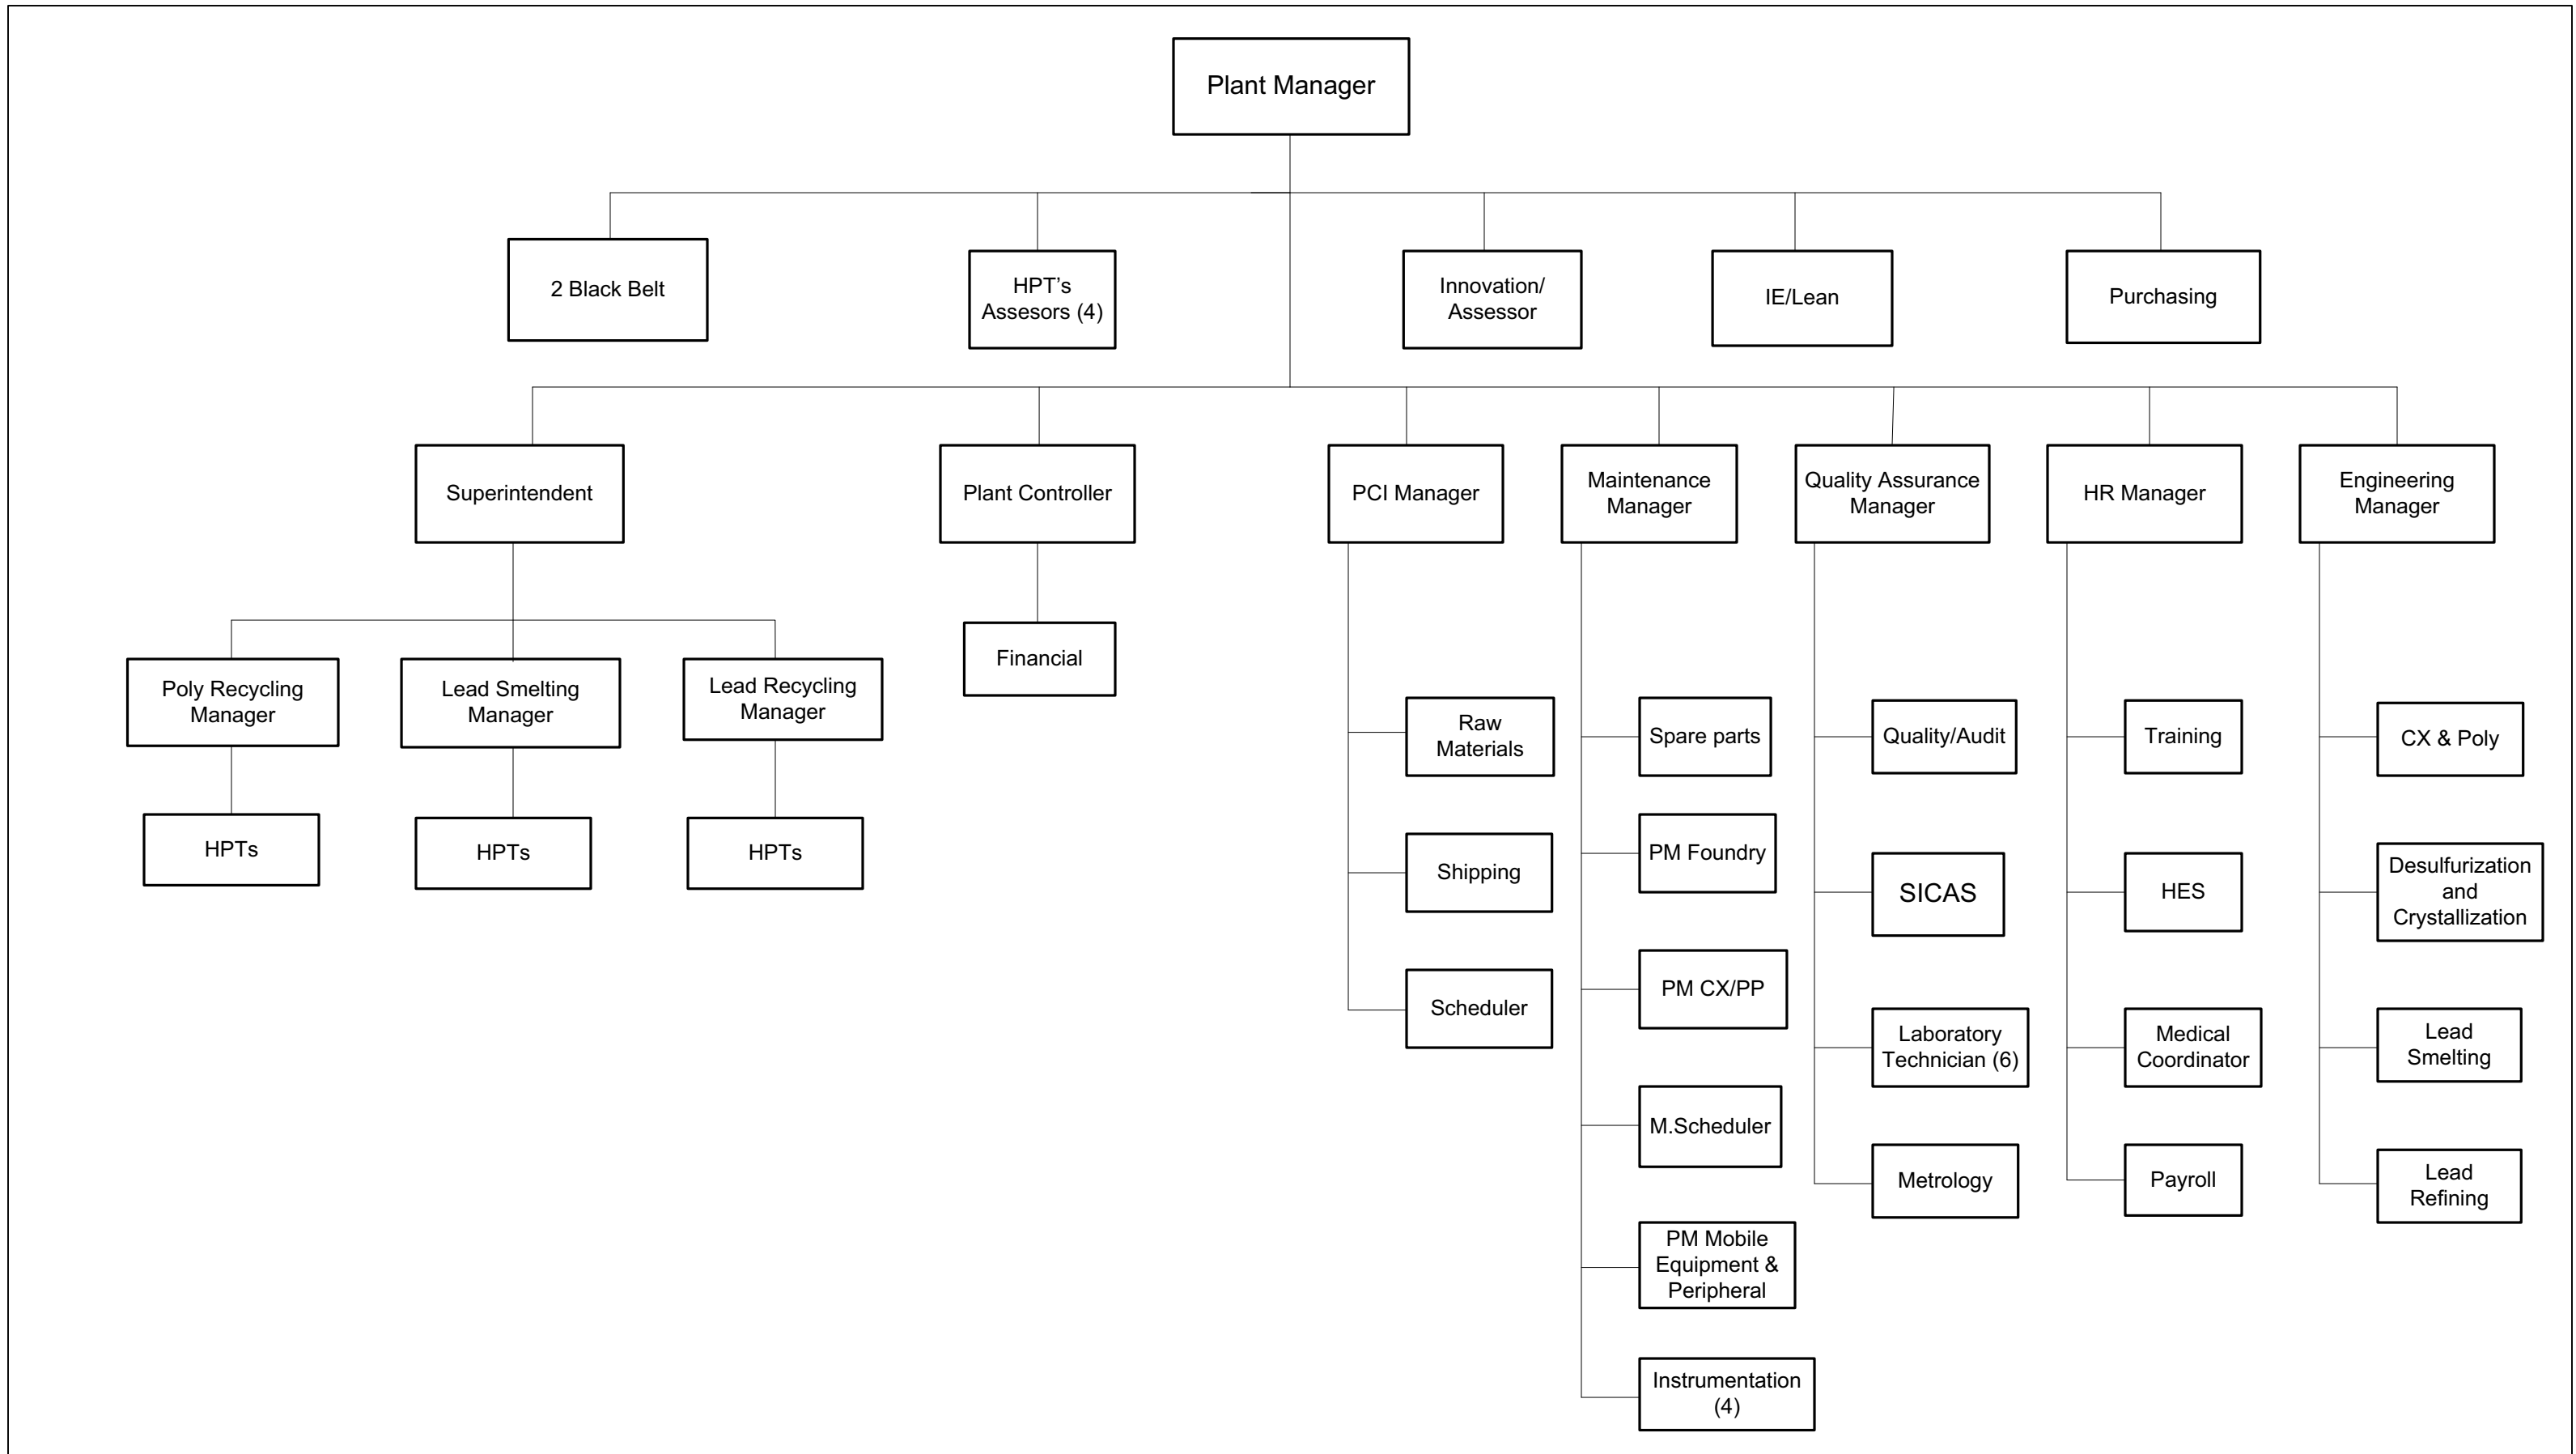 Plant Manager
2 Black Belt
HPT’s
Assesors (4)
Innovation/
Assessor
IE/Lean
Purchasing
Superintendent
Plant Controller
PCI Manager
Maintenance
Manager
Quality Assurance
Manager
HR Manager
Engineering
Manager
Poly Recycling
Manager
Lead Smelting
Manager
Lead Recycling
Manager
Financial
HPTs
HPTs
HPTs
Raw
Materials
Shipping
Scheduler
Spare parts
PM Foundry
PM CX/PP
M.Scheduler
PM Mobile
Equipment &
Peripheral
Instrumentation
(4)
Quality/Audit
SICAS
Laboratory
Technician (6)
Metrology
Training
HES
Medical
Coordinator
Payroll
CX & Poly
Desulfurization
and
Crystallization
Lead
Smelting
Lead
Refining